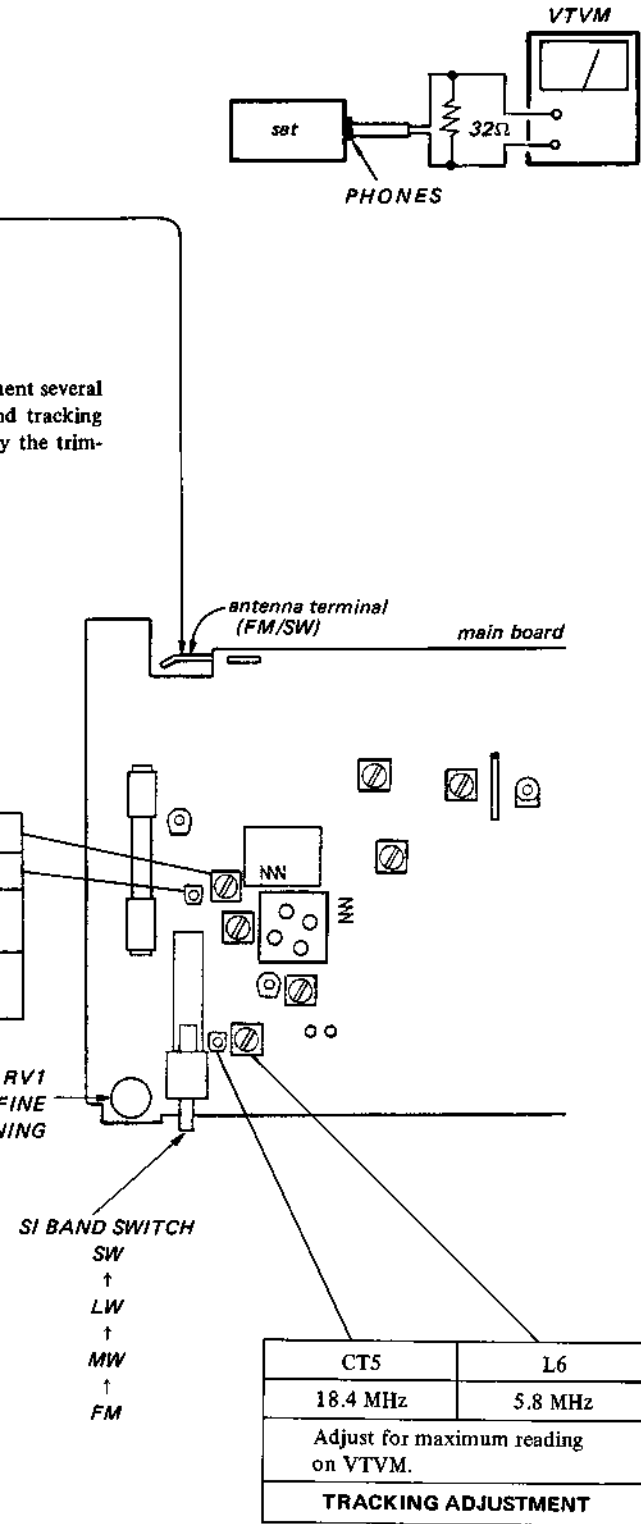 VTVM
set
32Ω
PHONES
ment several
nd tracking
y the trim-
antenna terminal
(FM/SW)
main board
RV1
FINE
NING
SI BAND SWITCH
SW
↑
LW
↑
MW
↑
FM
CT5 L6
18.4 MHz 5.8 MHz
Adjust for maximum reading
on VTVM.
TRACKING ADJUSTMENT